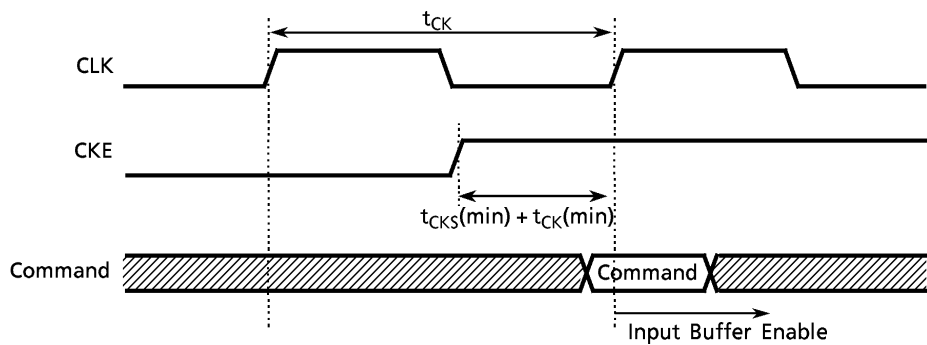 tCK
CLK
CKE
tCKS(min) + tCK(min)
Command
Command
Input Buffer Enable